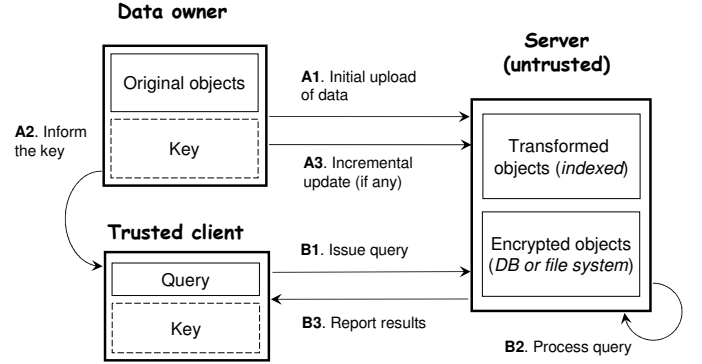 Data owner
Original objects
Key
A1. Initial upload
of data
A2. Inform
the key
A3. Incremental
update (if any)
Server
(untrusted)
Transformed
objects (indexed)
Encrypted objects
(DB or file system)
Trusted client
Query
Key
B1. Issue query
B3. Report results
B2. Process query